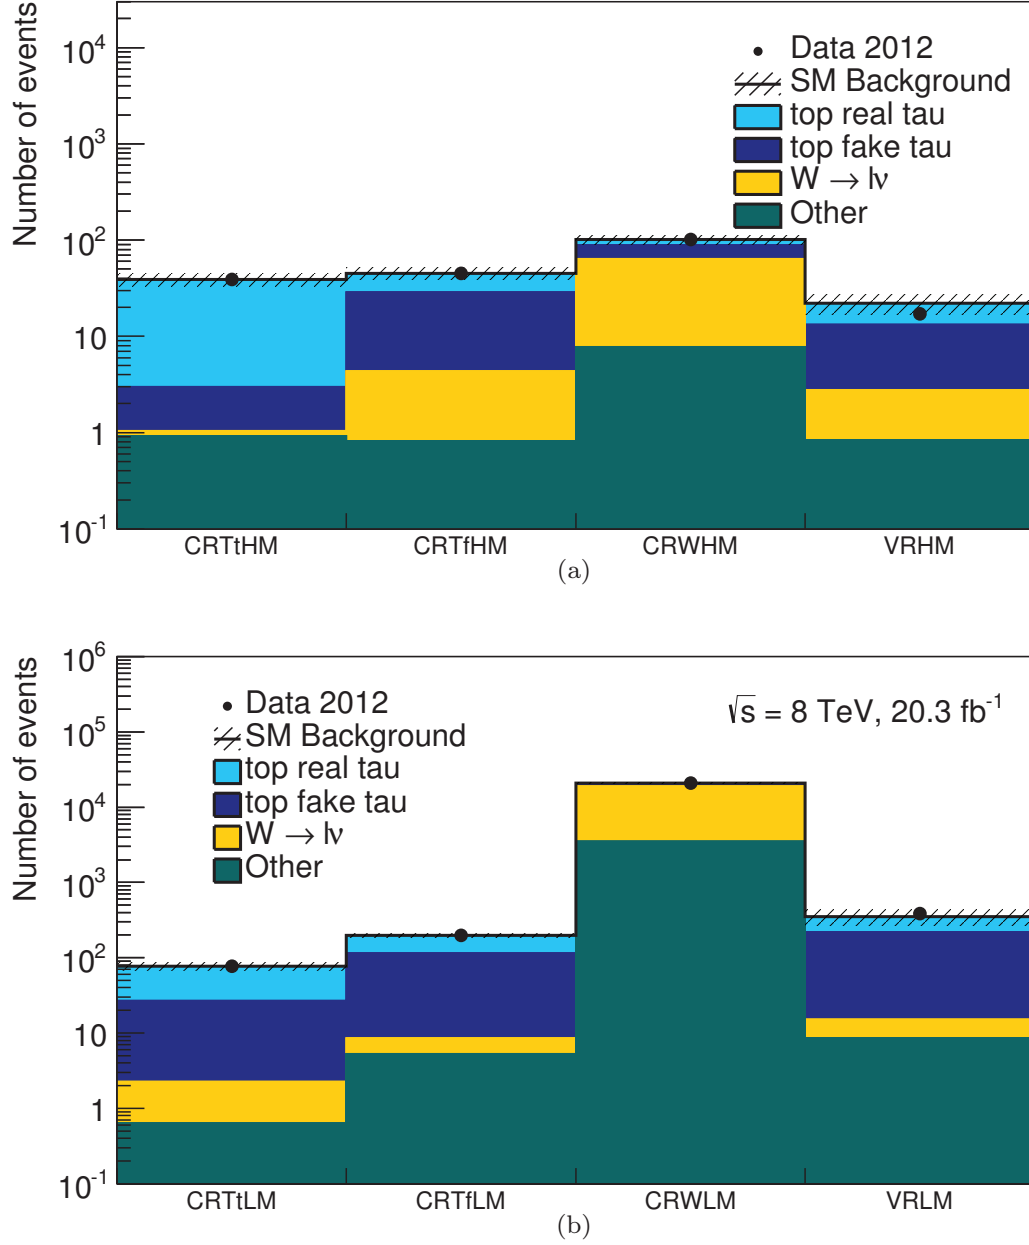 Number of events
10^4
10^3
10^2
10
1
10^-1
Data 2012
SM Background
top real tau
top fake tau
W → lν
Other
CRTtHM CRTfHM CRWHM VRHM
(a)
Number of events
10^6
10^5
10^4
10^3
10^2
10
1
10^-1
Data 2012
SM Background
top real tau
top fake tau
W → lν
Other
√s = 8 TeV, 20.3 fb^-1
CRTtLM CRTfLM CRWLM VRLM
(b)